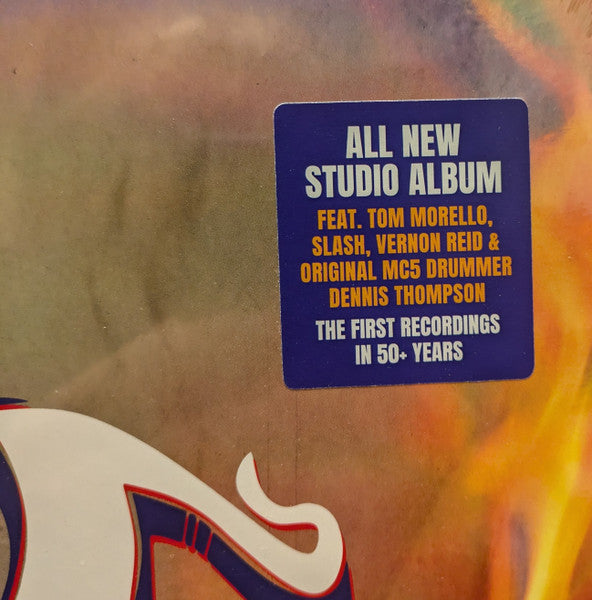 ALL NEW
STUDIO ALBUM
FEAT. TOM MORELLO,
SLASH, VERNON REID &
ORIGINAL MC5 DRUMMER
DENNIS THOMPSON
THE FIRST RECORDINGS
IN 50+ YEARS